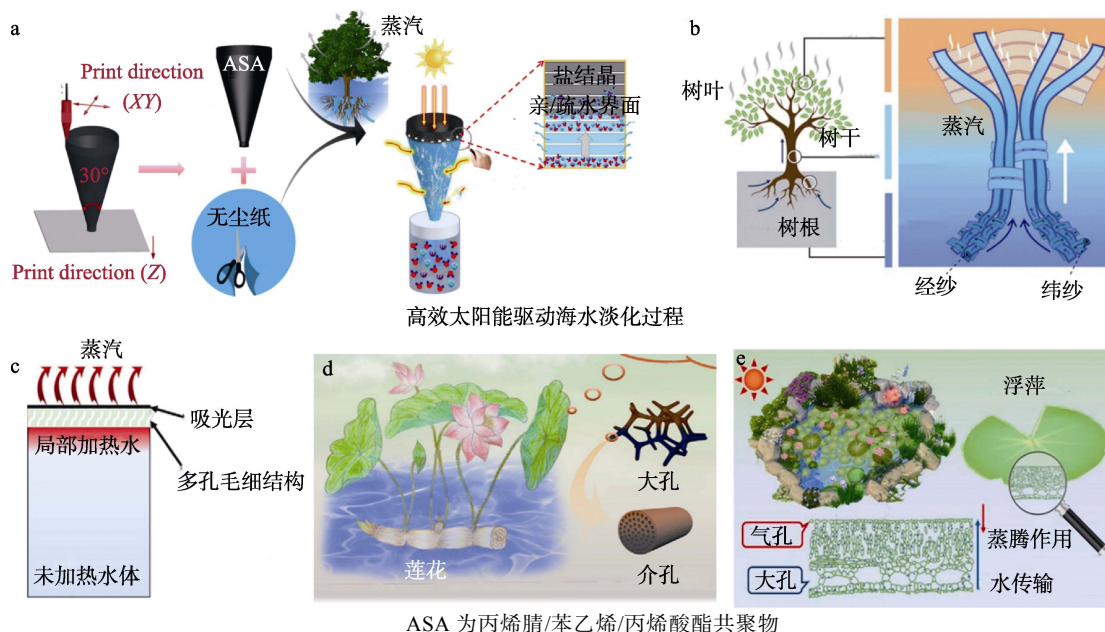 a
Print direction
(XY)
30°
Print direction (Z)
ASA
无尘纸
蒸汽
盐结晶
亲/疏水界面
高效太阳能驱动海水淡化过程
b
树叶
树干
树根
蒸汽
经纱
纬纱
c
蒸汽
吸光层
局部加热水
多孔毛细结构
未加热水体
d
莲花
大孔
介孔
e
浮萍
气孔
大孔
蒸腾作用
水传输
ASA 为丙烯腈/苯乙烯/丙烯酸酯共聚物